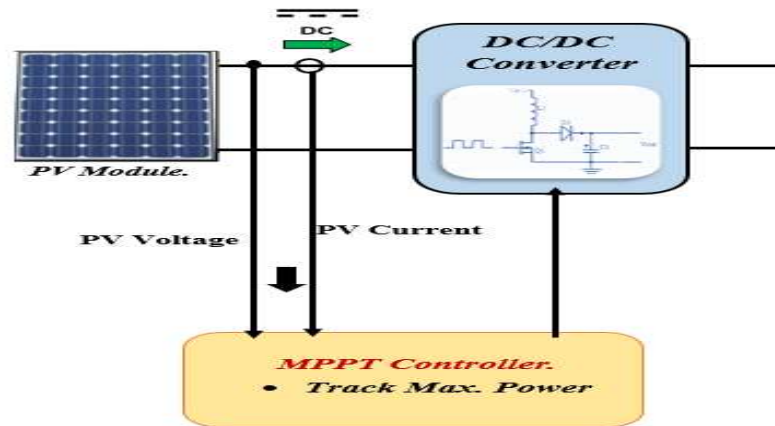 DC
DC/DC
Converter
PV Module.
PV Voltage
PV Current
MPPT Controller.
• Track Max. Power